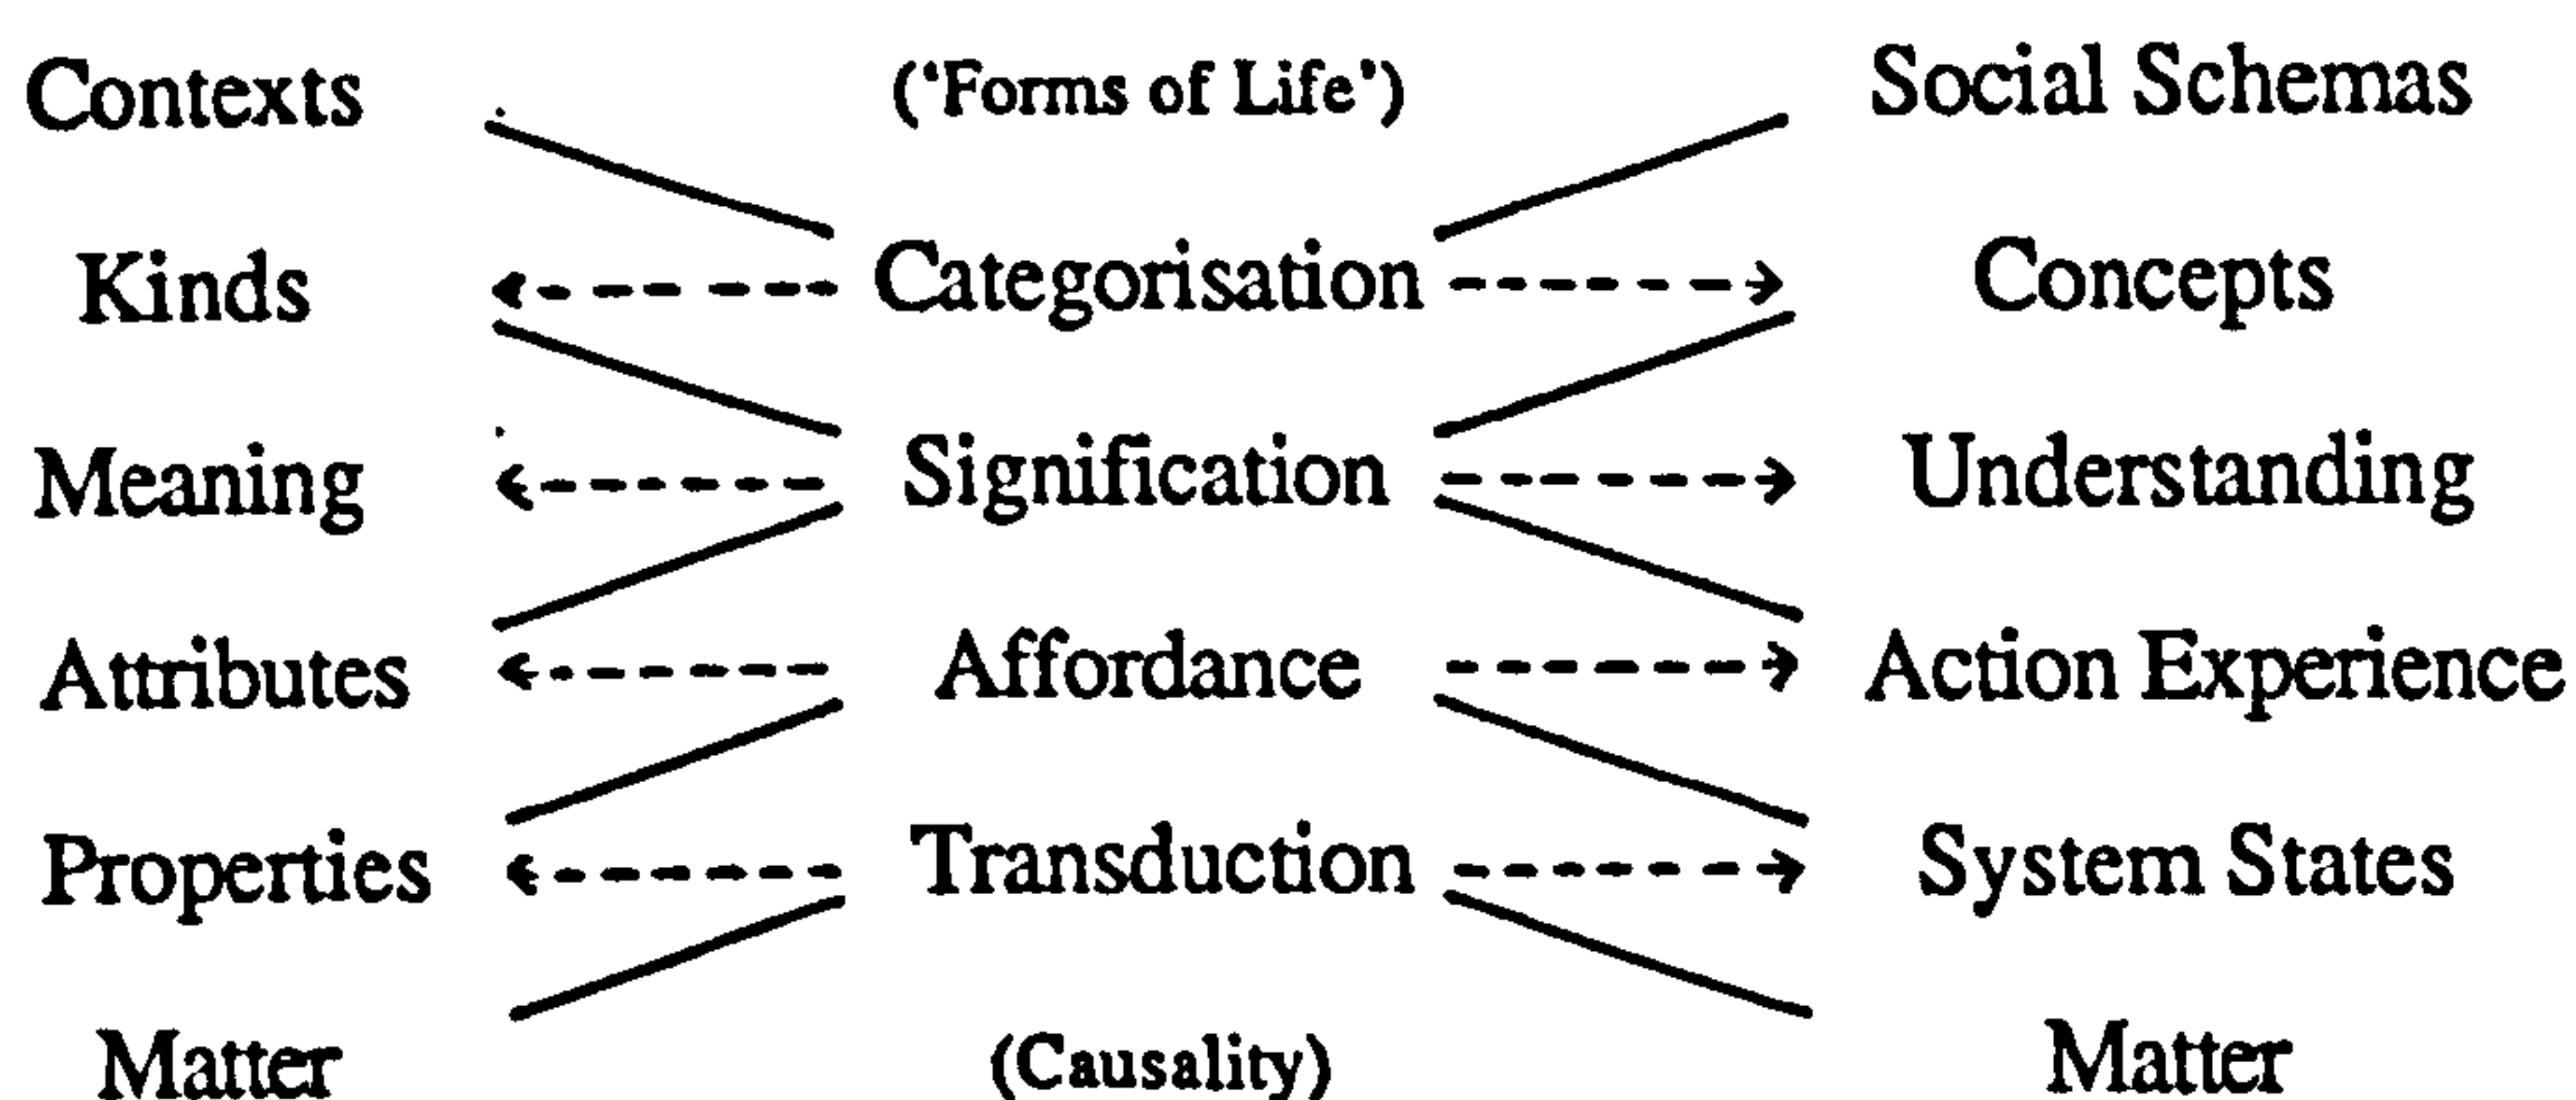 Contexts ('Forms of Life') Social Schemas
Kinds Categorisation Concepts
Meaning Signification Understanding
Attributes Affordance Action Experience
Properties Transduction System States
Matter (Causality) Matter